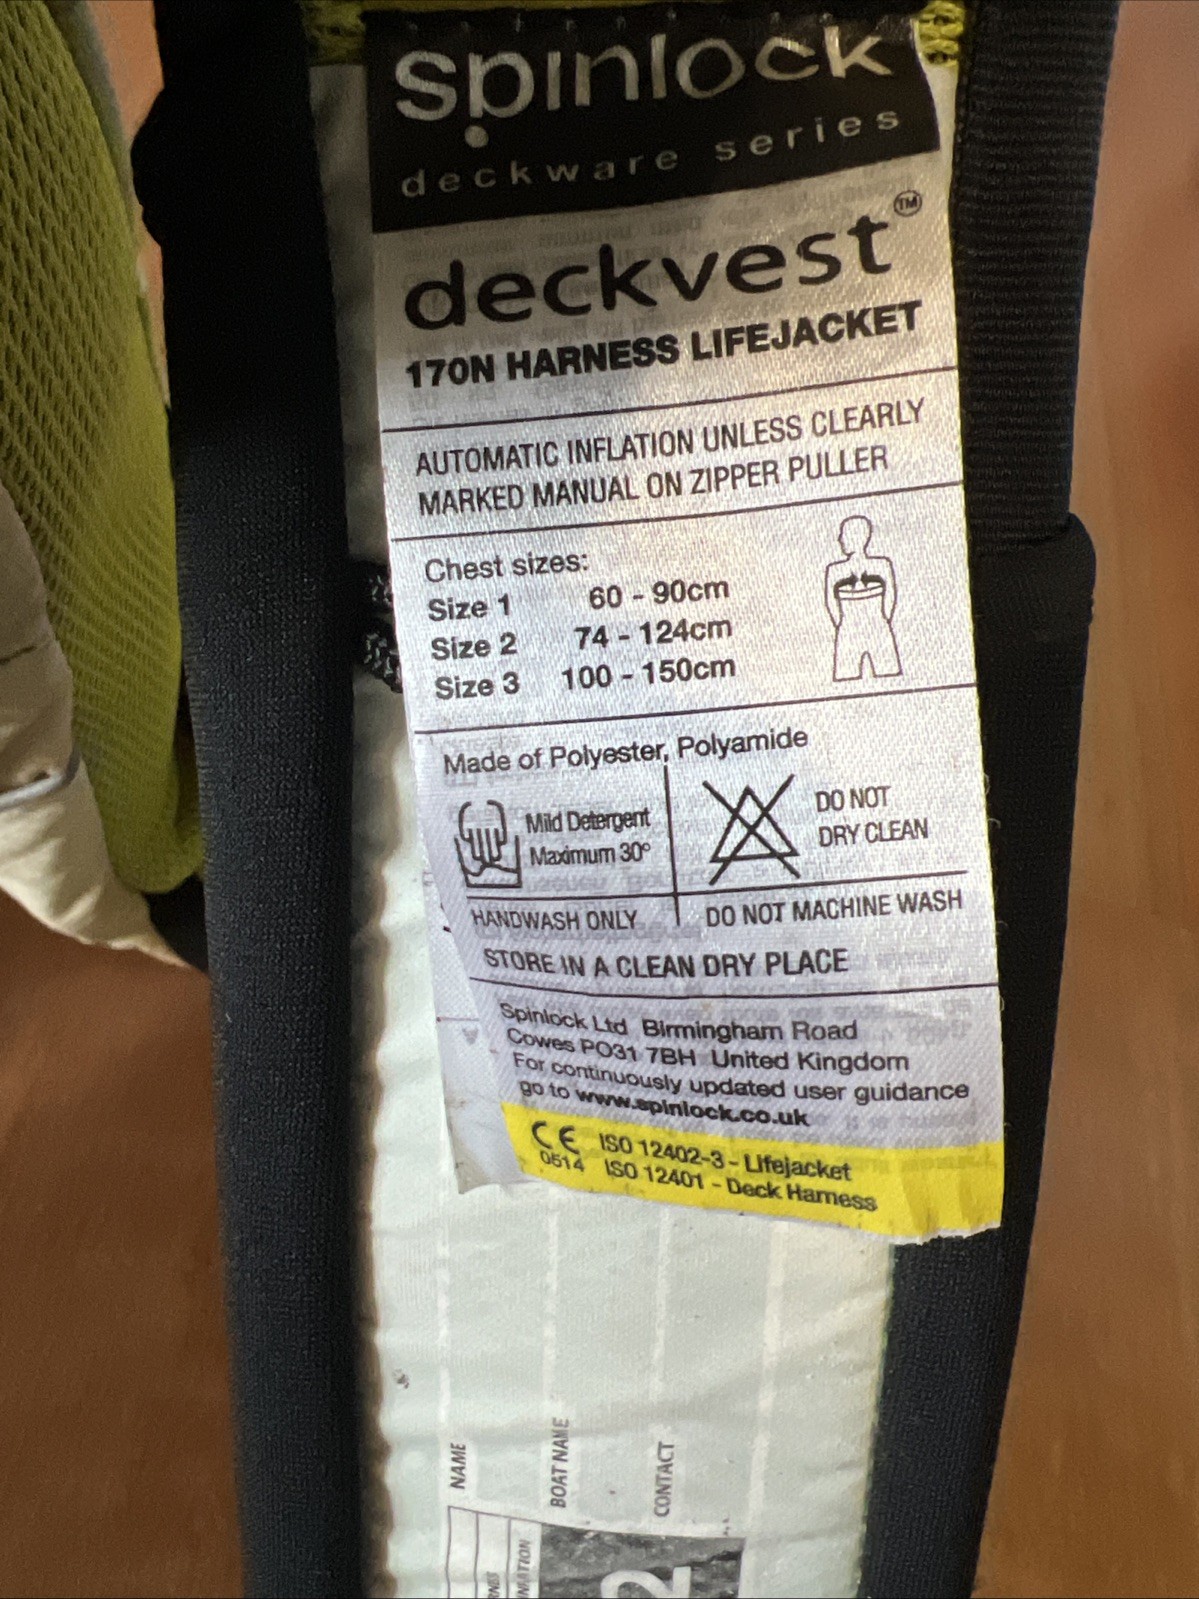 spinlock
deckware series
deckvest™
170N HARNESS LIFEJACKET
AUTOMATIC INFLATION UNLESS CLEARLY
MARKED MANUAL ON ZIPPER PULLER
Chest sizes:
Size 1 60 - 90cm
Size 2 74 - 124cm
Size 3 100 - 150cm
Made of Polyester, Polyamide
Mild Detergent
Maximum 30°
DO NOT
DRY CLEAN
HANDWASH ONLY
DO NOT MACHINE WASH
STORE IN A CLEAN DRY PLACE
Spinlock Ltd Birmingham Road
Cowes PO31 7BH United Kingdom
For continuously updated user guidance
go to www.spinlock.co.uk
CE ISO 12402-3 - Lifejacket
0514 ISO 12401 - Deck Harness
NAME
BOAT NAME
CONTACT
2